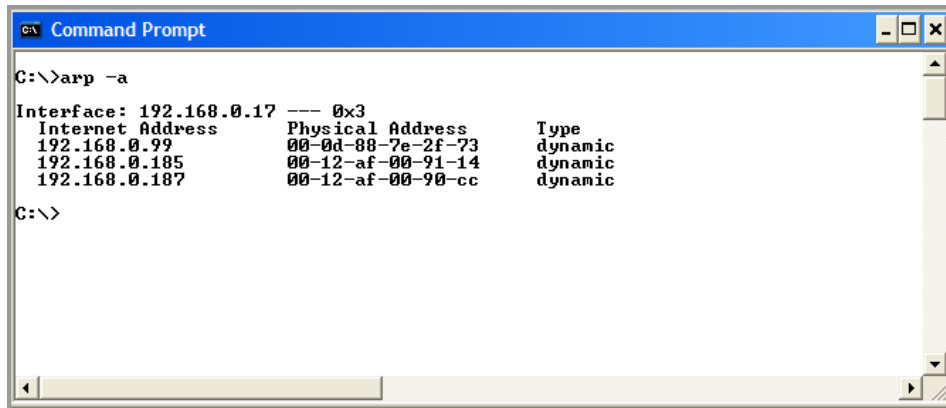 Command Prompt
C:\>arp -a
Interface: 192.168.0.17 --- 0x3
Internet Address Physical Address Type
192.168.0.99 00-0d-88-7e-2f-73 dynamic
192.168.0.185 00-12-af-00-91-14 dynamic
192.168.0.187 00-12-af-00-90-cc dynamic
C:\>